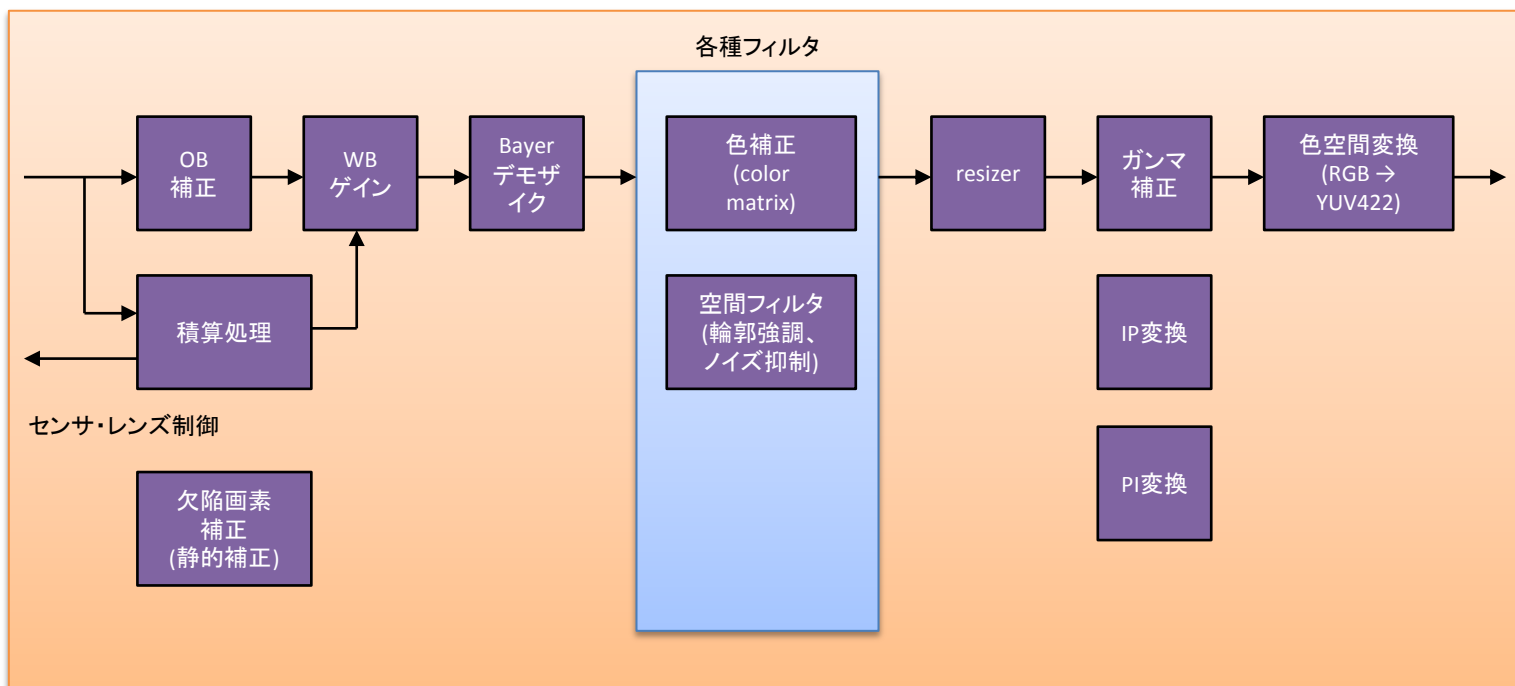 各種フィルタ
OB
補正
WB
ゲイン
Bayer
デモザ
イク
色補正
(color
matrix)
resizer
ガンマ
補正
色空間変換
(RGB →
YUV422)
積算処理
空間フィルタ
(輪郭強調、
ノイズ抑制)
IP変換
センサ・レンズ制御
欠陥画素
補正
(静的補正)
PI変換